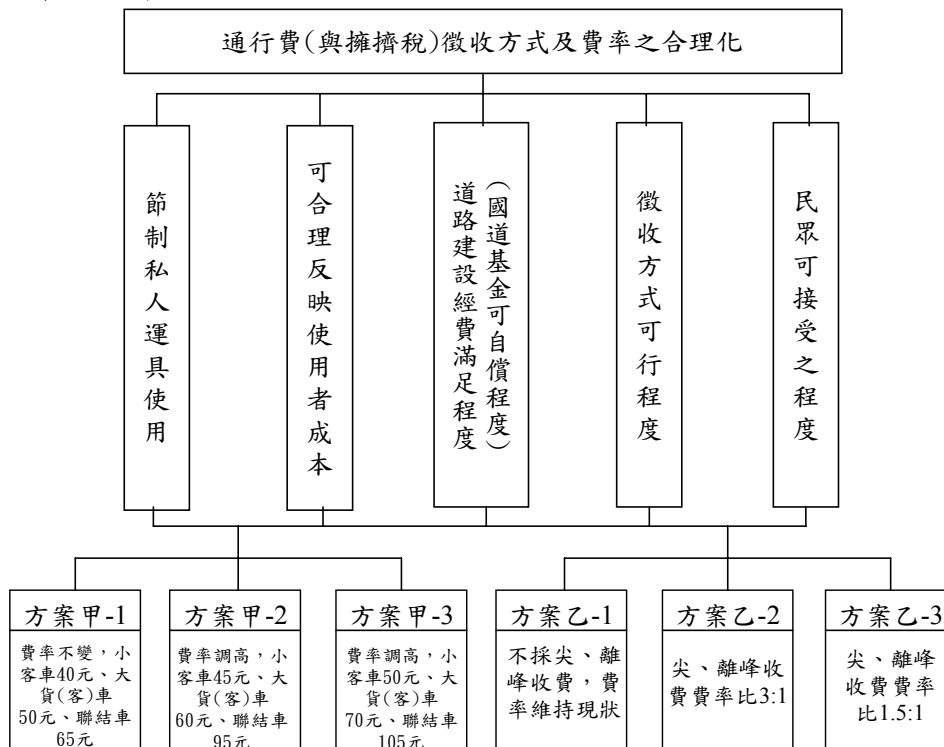 通行費(與擁擠稅)徵收方式及費率之合理化
節制私人運具使用
可合理反映使用者成本
道路建設經費滿足程度
（國道基金可自償程度）
徵收方式可行程度
民眾可接受之程度
方案甲-1
費率不變，小
客車40元、大
貨(客)車
50元、聯結車
65元
方案甲-2
費率調高，小
客車45元、大
貨(客)車
60元、聯結車
95元
方案甲-3
費率調高，小
客車50元、大
貨(客)車
70元、聯結車
105元
方案乙-1
不採尖、離
峰收費，費
率維持現狀
方案乙-2
尖、離峰收
費費率比3:1
方案乙-3
尖、離峰
收費費率
比1.5:1